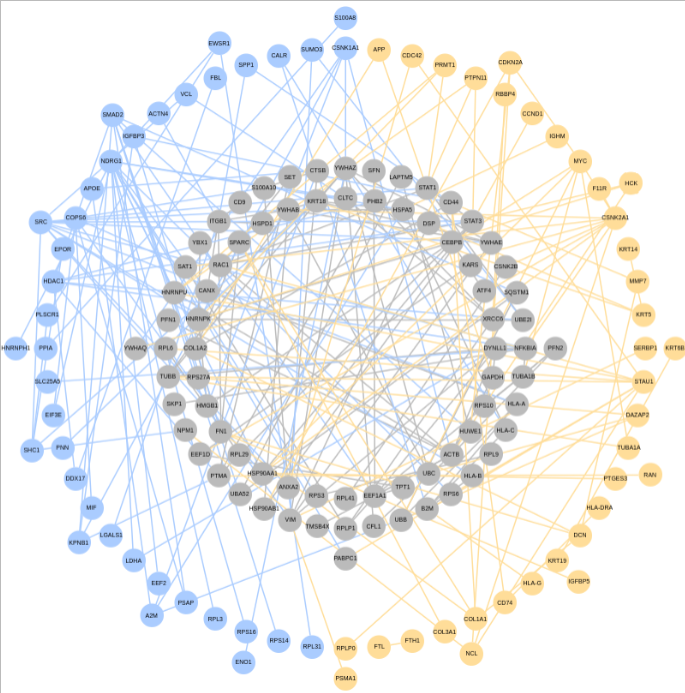 S100A8
EWSR1
CALR
SUMO3
CSNK1A1
APP
CDC42
PRMT1
CDKN2A
SPP1
FBL
PTPN11
VCL
RBBP4
SMAD2
ACTN4
CCND1
IGFBP3
IGHM
NDRG1
MYC
SET
CTSB
YWHAZ
SFN
LAPTM5
APOE
S100A10
STAT1
F11R
HCK
CD9
YWHAB
KRT18
CLTC
PHB2
HSPA5
CD44
SRC
COPS6
ITGB1
HSPD1
DSP
STAT3
CSNK2A1
EPOR
YBX1
SPARC
CEBPB
YWHAE
KRT14
HDAC1
SAT1
RAC1
KARS
CSNK2B
MMP7
HNRNPU
CANX
ATF4
SQSTM1
PLSCR1
PFN1
HNRNPK
XRCC6
UBE2I
KRT5
HNRNPH1
PPIA
YWHAQ
RPL6
COL1A2
DYNLL1
NFKBIA
PFN2
SERBP1
KRT6B
SLC25A5
TUBB
RPS27A
GAPDH
TUBA1B
STAU1
EIF3E
SKP1
HMGB1
RPS10
HLA-A
DAZAP2
SHC1
PNN
NPM1
FN1
HUWE1
HLA-C
TUBA1A
EEF1D
RPL29
ACTB
RPL9
DDX17
PTMA
HSP90AA1
UBC
HLA-B
PTGES3
RAN
UBA52
ANXA2
RPS3
RPL41
EEF1A1
TPT1
RPS8
MIF
HSP90AB1
B2M
HLA-DRA
KPNB1
LGALS1
VIM
TMSB4X
RPLP1
CFL1
UBB
DCN
LDHA
PABPC1
KRT19
EEF2
HLA-G
IGFBP5
A2M
PSAP
CD74
RPL3
RPS16
COL3A1
COL1A1
RPS14
RPL31
RPLP0
FTL
FTH1
ENO1
NCL
PSMA1